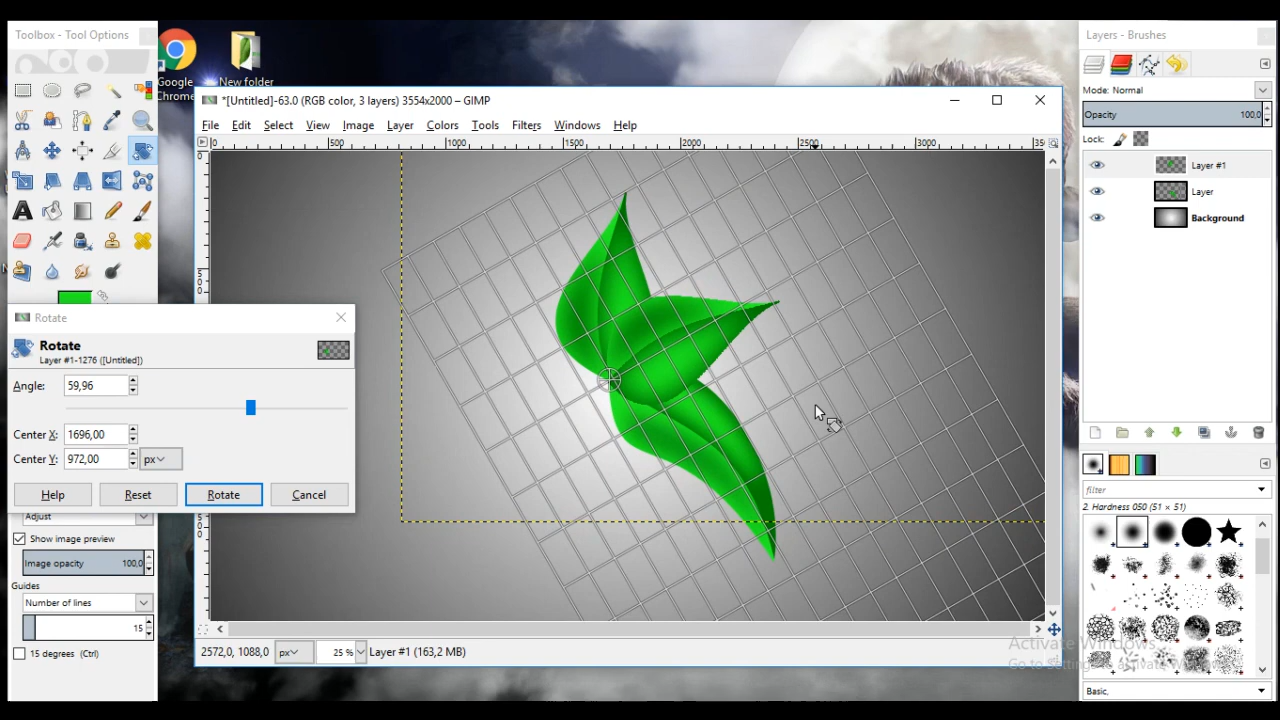 Toolbox - Tool Options
Google
Chrome
New folder
*[Untitled]-63.0 (RGB color, 3 layers) 3554x2000 – GIMP
File Edit Select View Image Layer Colors Tools Filters Windows Help
0 500 1000 1500 2000 2500 3000
Rotate
Rotate
Layer #1-1276 ([Untitled])
Angle: 59,96
Center X: 1696,00
Center Y: 972,00 px
Help Reset Rotate Cancel
Adjust
Show image preview
Image opacity 100,0
Guides
Number of lines
15
15 degrees (Ctrl)
2572,0, 1088,0 px 25 % Layer #1 (163,2 MB)
Layers - Brushes
Mode: Normal
Opacity 100,0
Lock:
Layer #1
Layer
Background
filter
2. Hardness 050 (51 × 51)
Activate Windows
Basic,